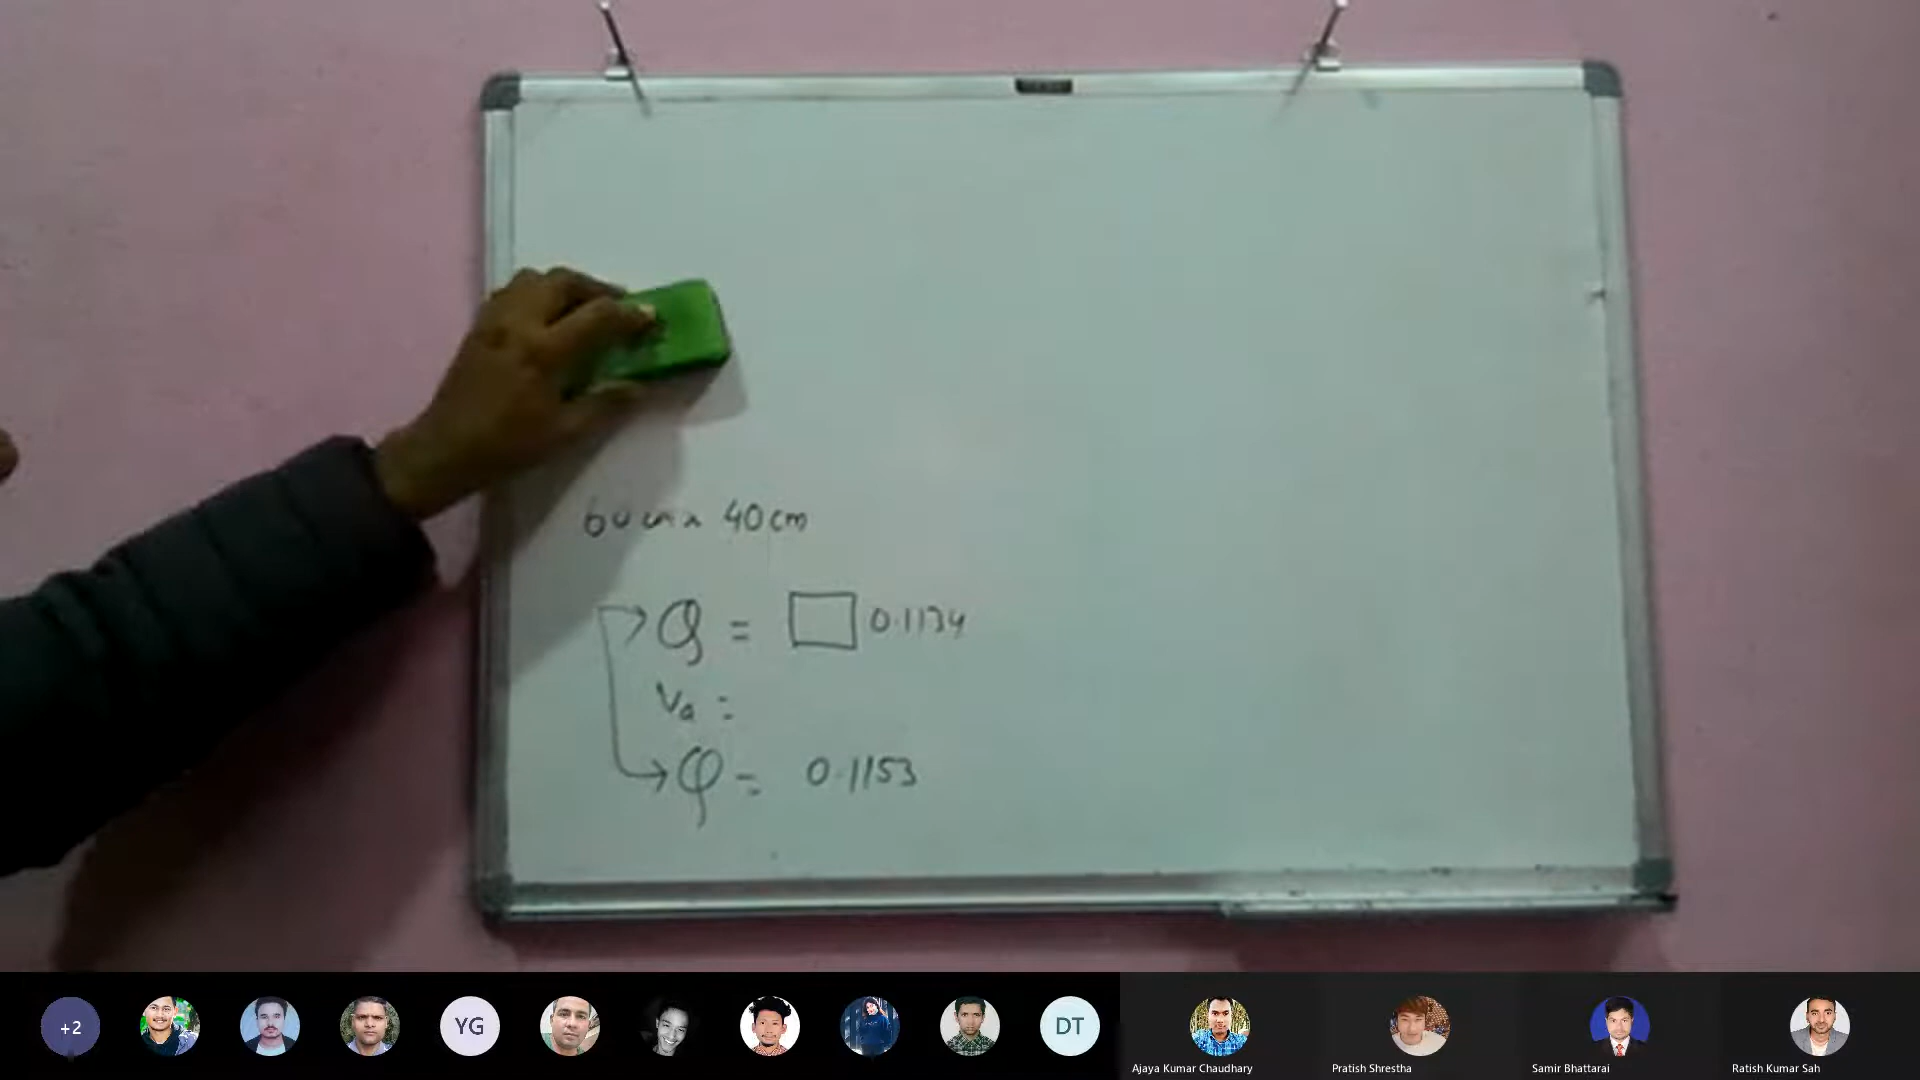 60cm x 40cm
Q = 0.1134
Va =
Q = 0.1153
+2
YG
DT
Ajaya Kumar Chaudhary
Pratish Shrestha
Samir Bhattarai
Ratish Kumar Sah